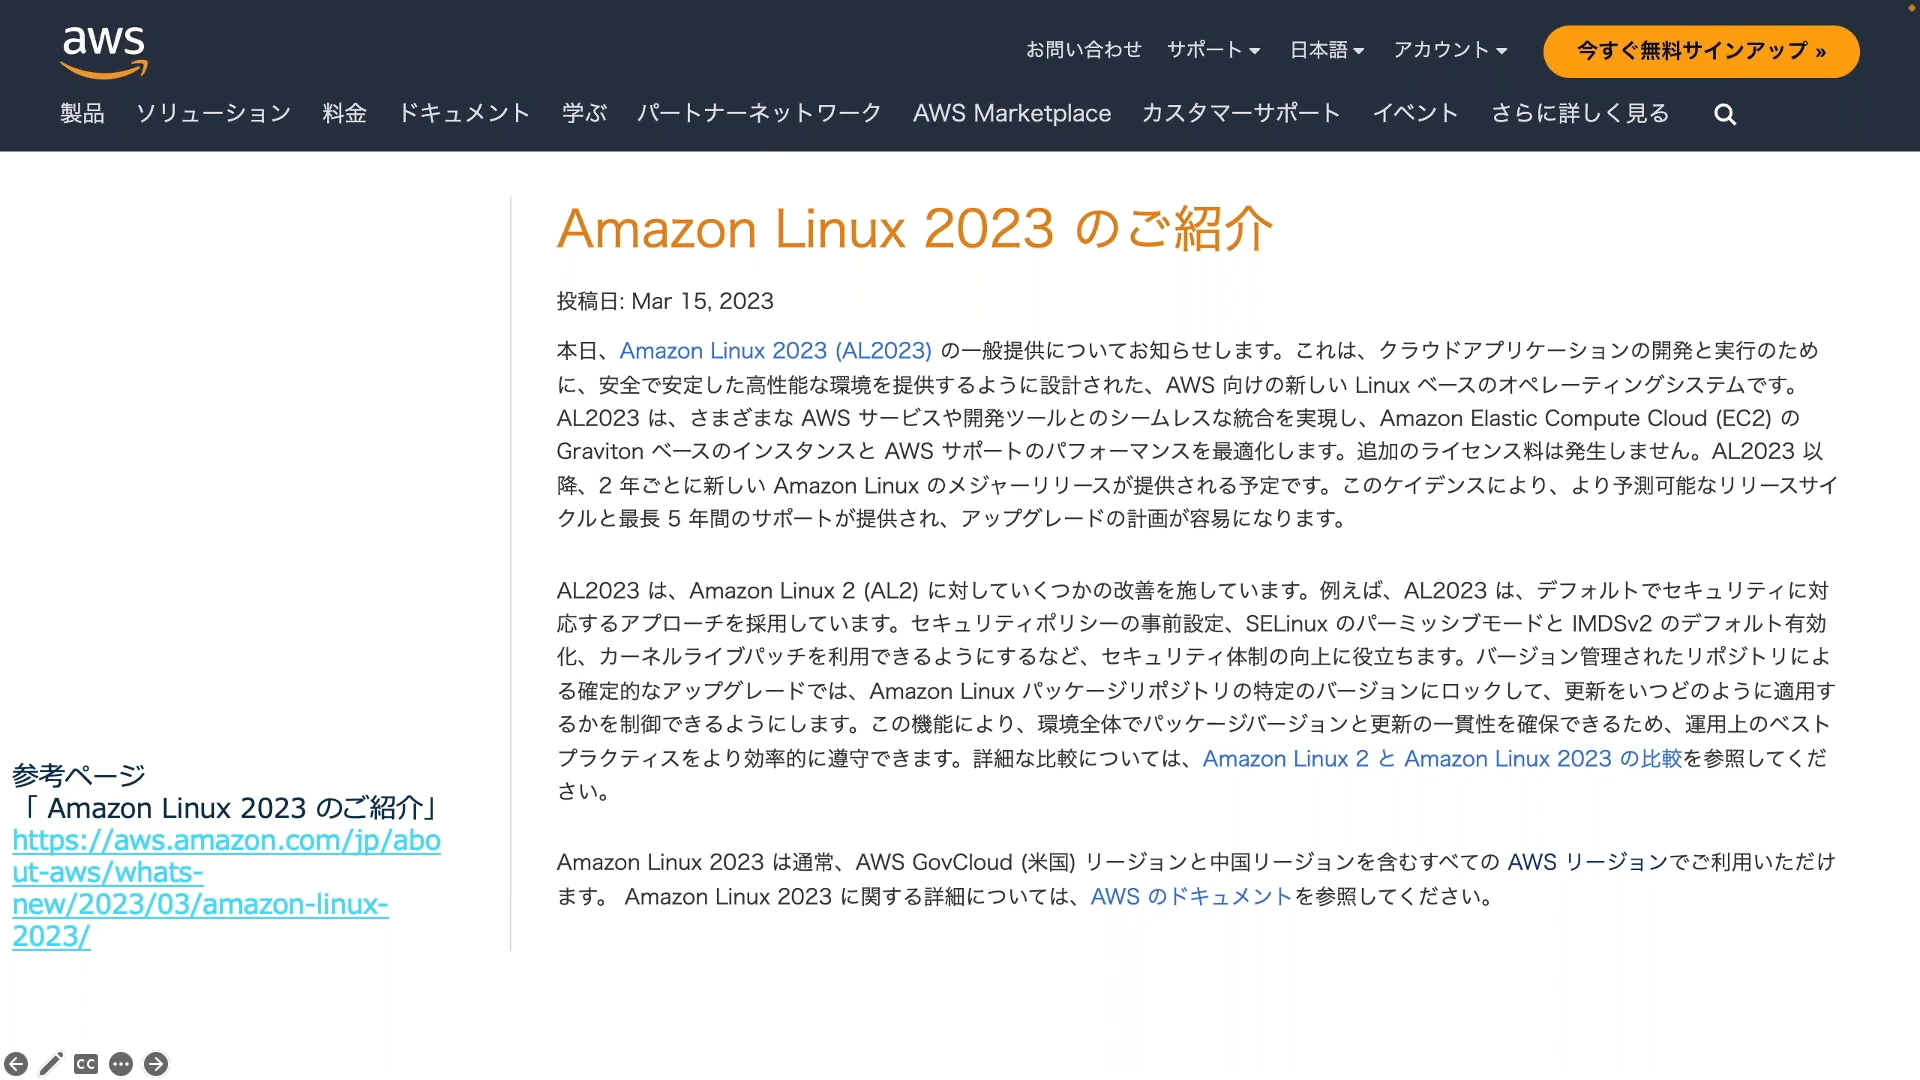 aws
お問い合わせ サポート 日本語 アカウント 今すぐ無料サインアップ »
製品 ソリューション 料金 ドキュメント 学ぶ パートナーネットワーク AWS Marketplace カスタマーサポート イベント さらに詳しく見る
Amazon Linux 2023 のご紹介
投稿日: Mar 15, 2023
本日、Amazon Linux 2023 (AL2023) の一般提供についてお知らせします。これは、クラウドアプリケーションの開発と実行のため
に、安全で安定した高性能な環境を提供するように設計された、AWS 向けの新しい Linux ベースのオペレーティングシステムです。
AL2023 は、さまざまな AWS サービスや開発ツールとのシームレスな統合を実現し、Amazon Elastic Compute Cloud (EC2) の
Graviton ベースのインスタンスと AWS サポートのパフォーマンスを最適化します。追加のライセンス料は発生しません。AL2023 以
降、2 年ごとに新しい Amazon Linux のメジャーリリースが提供される予定です。このケイデンスにより、より予測可能なリリースサイ
クルと最長 5 年間のサポートが提供され、アップグレードの計画が容易になります。
AL2023 は、Amazon Linux 2 (AL2) に対していくつかの改善を施しています。例えば、AL2023 は、デフォルトでセキュリティに対
応するアプローチを採用しています。セキュリティポリシーの事前設定、SELinux のパーミッシブモードと IMDSv2 のデフォルト有効
化、カーネルライブパッチを利用できるようにするなど、セキュリティ体制の向上に役立ちます。バージョン管理されたリポジトリによ
る確定的なアップグレードでは、Amazon Linux パッケージリポジトリの特定のバージョンにロックして、更新をいつどのように適用す
るかを制御できるようにします。この機能により、環境全体でパッケージバージョンと更新の一貫性を確保できるため、運用上のベスト
プラクティスをより効率的に遵守できます。詳細な比較については、Amazon Linux 2 と Amazon Linux 2023 の比較を参照してくだ
さい。
Amazon Linux 2023 は通常、AWS GovCloud (米国) リージョンと中国リージョンを含むすべての AWS リージョンでご利用いただけ
ます。 Amazon Linux 2023 に関する詳細については、AWS のドキュメントを参照してください。
参考ページ
「 Amazon Linux 2023 のご紹介」
https://aws.amazon.com/jp/abo
ut-aws/whats-
new/2023/03/amazon-linux-
2023/
CC